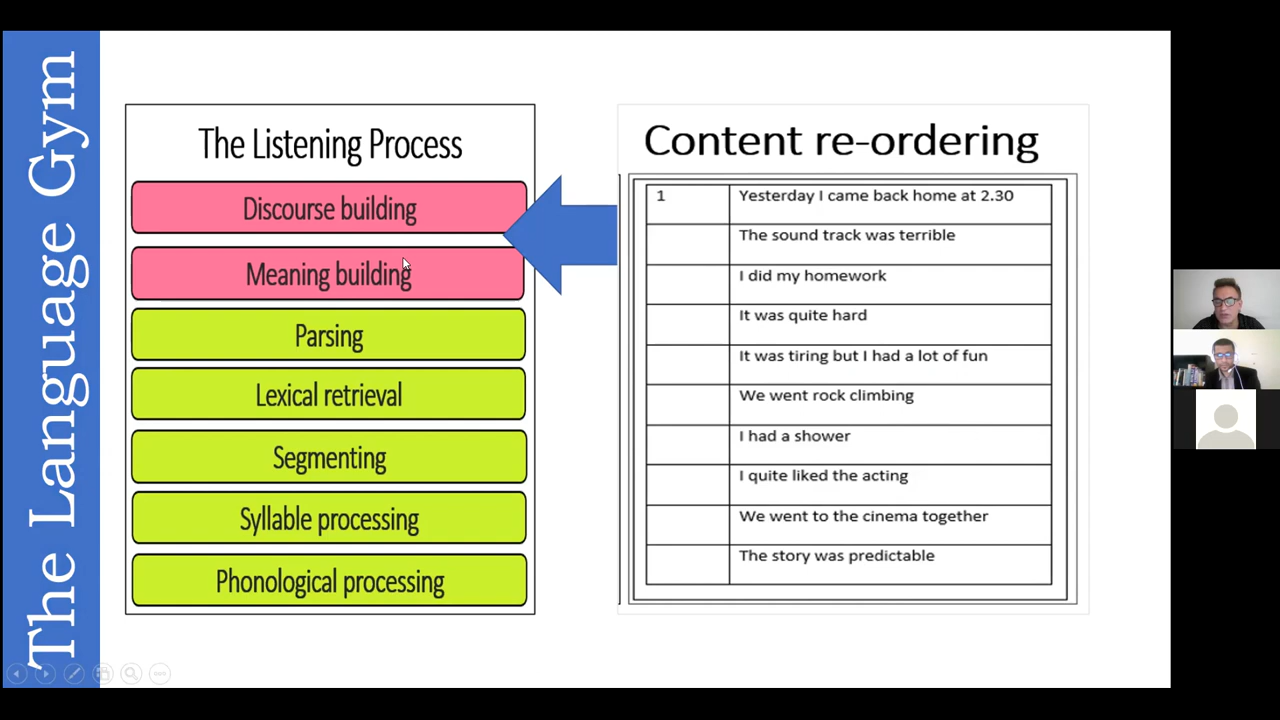 The Language Gym
The Listening Process
Discourse building
Meaning building
Parsing
Lexical retrieval
Segmenting
Syllable processing
Phonological processing
Content re-ordering
1 Yesterday I came back home at 2.30
The sound track was terrible
I did my homework
It was quite hard
It was tiring but I had a lot of fun
We went rock climbing
I had a shower
I quite liked the acting
We went to the cinema together
The story was predictable